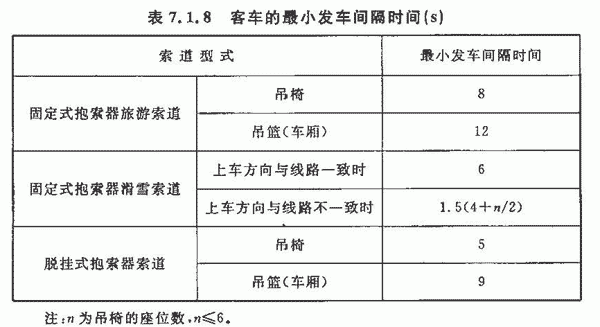 表 7.1.8 客车的最小发车间隔时间(s)
索道型式 最小发车间隔时间
固定式抱索器旅游索道 吊椅 8
吊篮(车厢) 12
固定式抱索器滑雪索道 上车方向与线路一致时 6
上车方向与线路不一致时 1.5(4+n/2)
脱挂式抱索器索道 吊椅 5
吊篮(车厢) 9
注:n 为吊椅的座位数,n≤6。